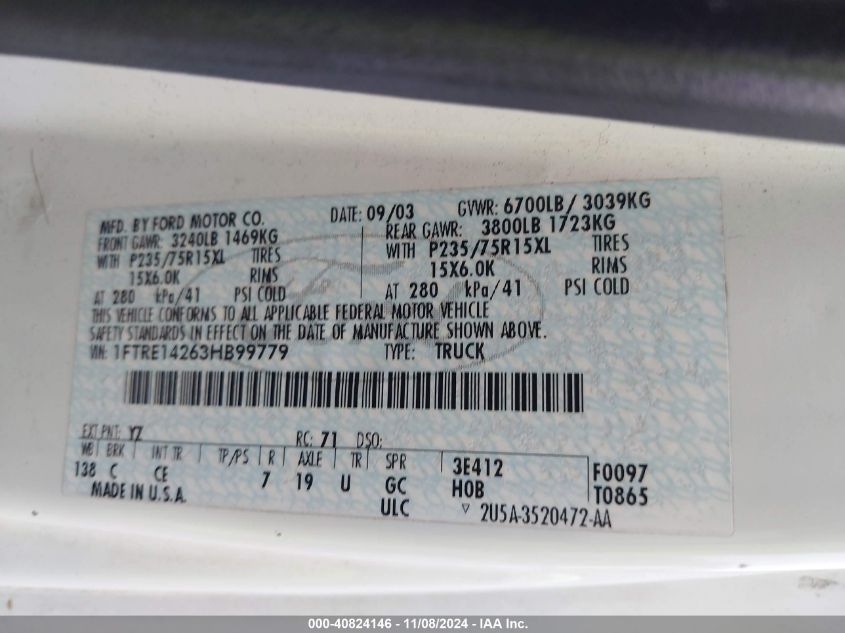 MFD. BY FORD MOTOR CO. DATE: 09/03 GVWR: 6700LB/ 3039KG
FRONT GAWR: 3240LB 1469KG REAR GAWR: 3800LB 1723KG
WITH P235/75R15XL TIRES WITH P235/75R15XL TIRES
15X6.0K RIMS 15X6.0K RIMS
AT 280 kPa/41 PSI COLD AT 280 kPa/41 PSI COLD
THIS VEHICLE CONFORMS TO ALL APPLICABLE FEDERAL MOTOR VEHICLE
SAFETY STANDARDS IN EFFECT ON THE DATE OF MANUFACTURE SHOWN ABOVE.
VIN: 1FTRE14263HB99779 TYPE: TRUCK
EXT PNT: YZ RC: 71 DSO:
WB BRK INT TR TP/PS R AXLE TR SPR 3E412 F0097
138 C CE 7 19 U GC H0B T0865
MADE IN U.S.A. ULC ▽ 2U5A-3520472-AA
000-40824146 - 11/08/2024 - IAA Inc.